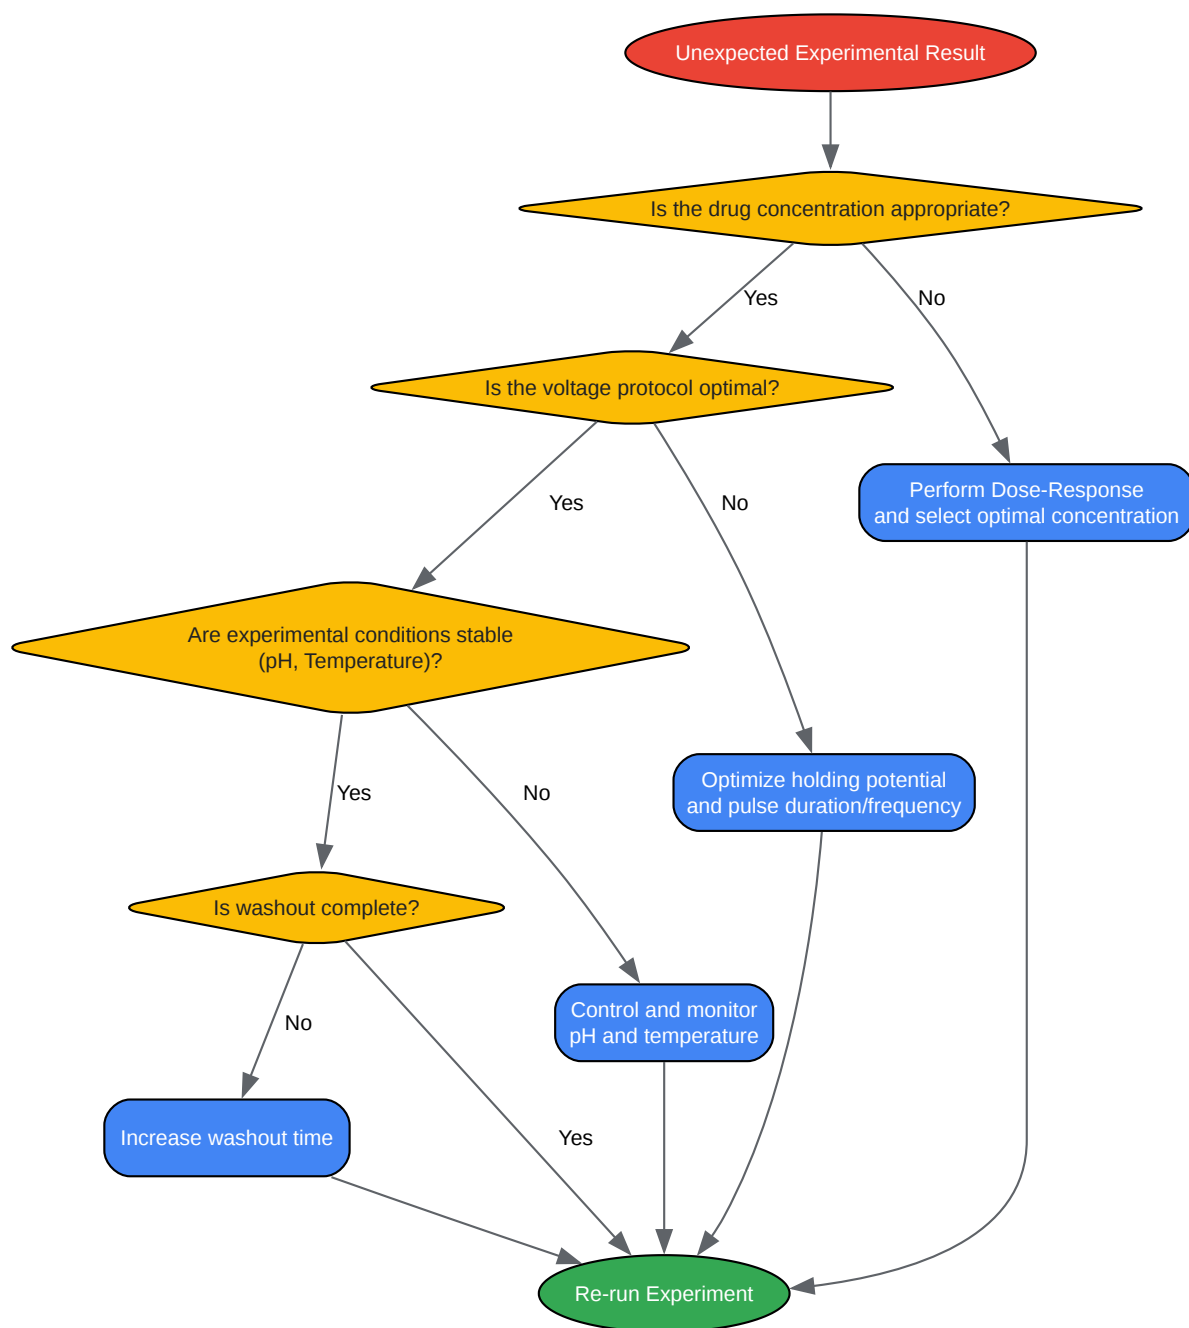 Unexpected Experimental Result
Is the drug concentration appropriate?
Yes
No
Is the voltage protocol optimal?
Perform Dose-Response
and select optimal concentration
Yes
No
Are experimental conditions stable
(pH, Temperature)?
Optimize holding potential
and pulse duration/frequency
Yes
No
Is washout complete?
Control and monitor
pH and temperature
No
Increase washout time
Yes
Re-run Experiment